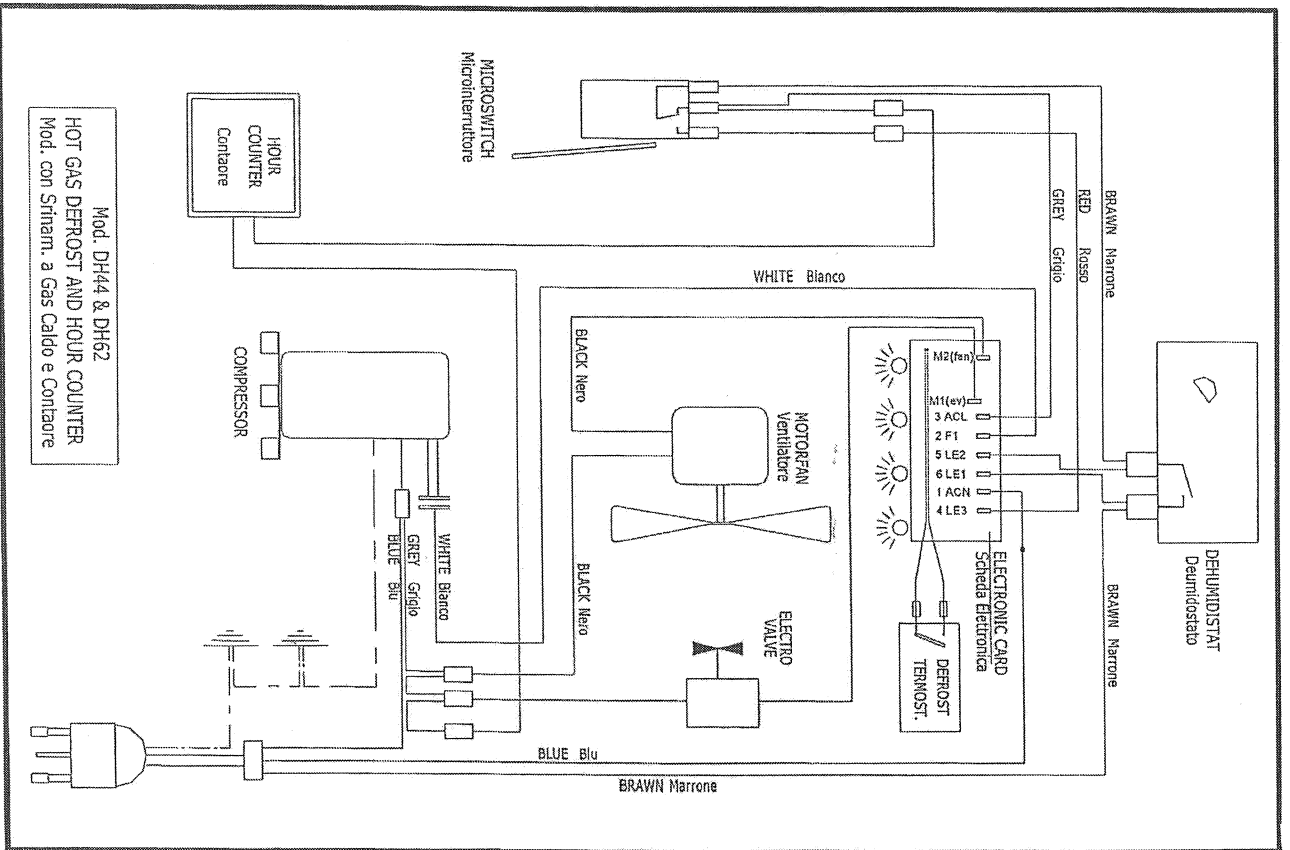 MICROSWITCH
Microinterruttore
HOUR
COUNTER
Contaore
Mod. DH44 & DH62
HOT GAS DEFROST AND HOUR COUNTER
Mod. con Srinam. a Gas Caldo e Contaore
COMPRESSOR
BRAWN Marrone
RED Rosso
GREY Grigio
WHITE Bianco
BLACK Nero
MOTORFAN
Ventilatore
BLACK Nero
WHITE Bianco
GREY Grigio
BLUE Blu
ELECTRO
VALVE
M2(fan)
M1(ev)
3 ACL
2 F1
5 LE2
6 LE1
1 ACN
4 LE3
ELECTRONIC CARD
Scheda Elettronica
DEFROST
TERMOST.
DEHUMIDISTAT
Deumidostato
BRAWN Marrone
BLUE Blu
BRAWN Marrone